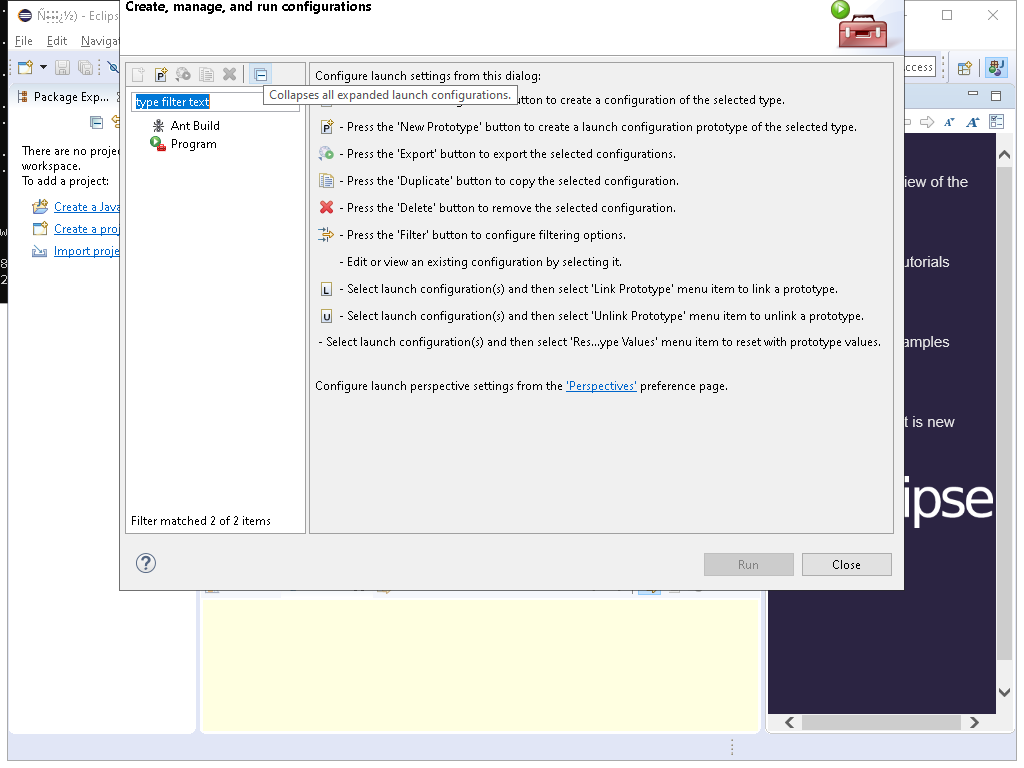 Create, manage, and run configurations
- Eclips
File Edit Navigat
ccess
Package Exp...
There are no projec
workspace.
To add a project:
Create a Java
Create a proj
Import proje
type filter text
Ant Build
Program
Filter matched 2 of 2 items
Configure launch settings from this dialog:
Collapses all expanded launch configurations.
utton to create a configuration of the selected type.
- Press the 'New Prototype' button to create a launch configuration prototype of the selected type.
- Press the 'Export' button to export the selected configurations.
- Press the 'Duplicate' button to copy the selected configuration.
- Press the 'Delete' button to remove the selected configuration.
- Press the 'Filter' button to configure filtering options.
- Edit or view an existing configuration by selecting it.
L - Select launch configuration(s) and then select 'Link Prototype' menu item to link a prototype.
U - Select launch configuration(s) and then select 'Unlink Prototype' menu item to unlink a prototype.
- Select launch configuration(s) and then select 'Res...ype Values' menu item to reset with prototype values.
Configure launch perspective settings from the 'Perspectives' preference page.
Run Close
iew of the
utorials
amples
t is new
ipse